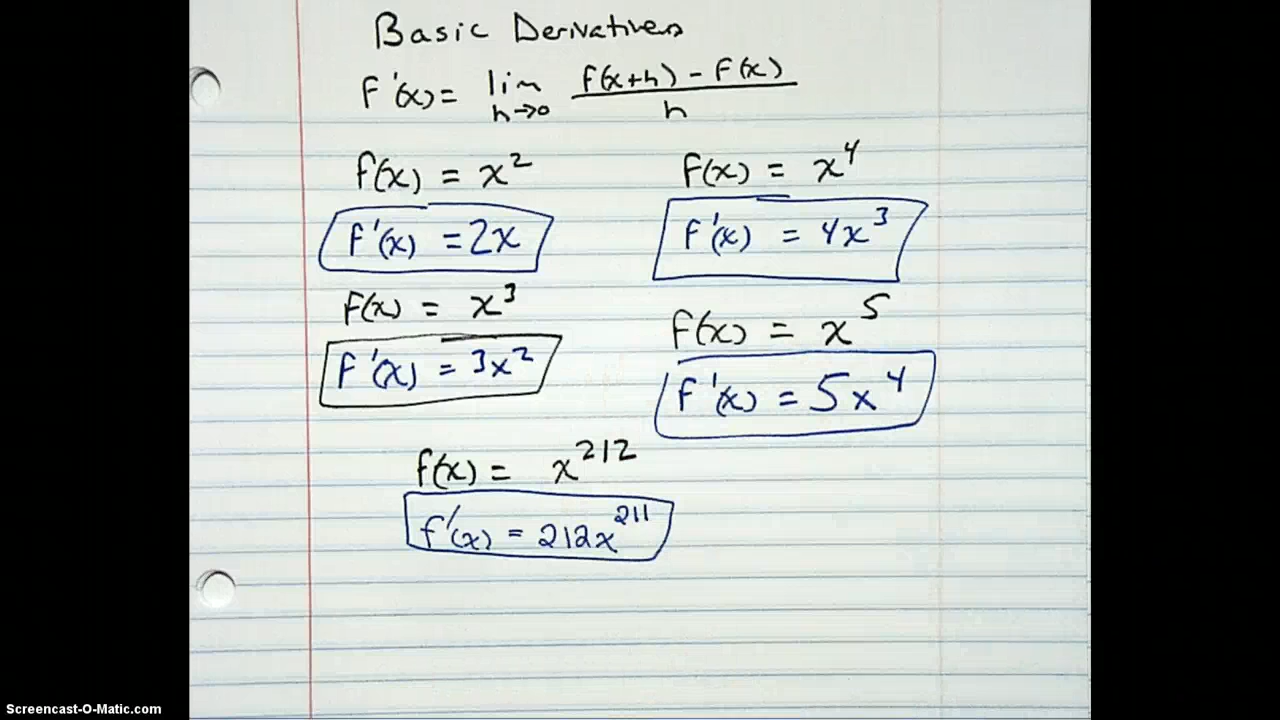 Basic Derivatives
f'(x) = lim h→0 f(x+h) - f(x) / h
f(x) = x²
f'(x) = 2x
f(x) = x³
f'(x) = 3x²
f(x) = x⁴
f'(x) = 4x³
f(x) = x⁵
f'(x) = 5x⁴
f(x) = x²¹²
f'(x) = 212x²¹¹
Screencast-O-Matic.com